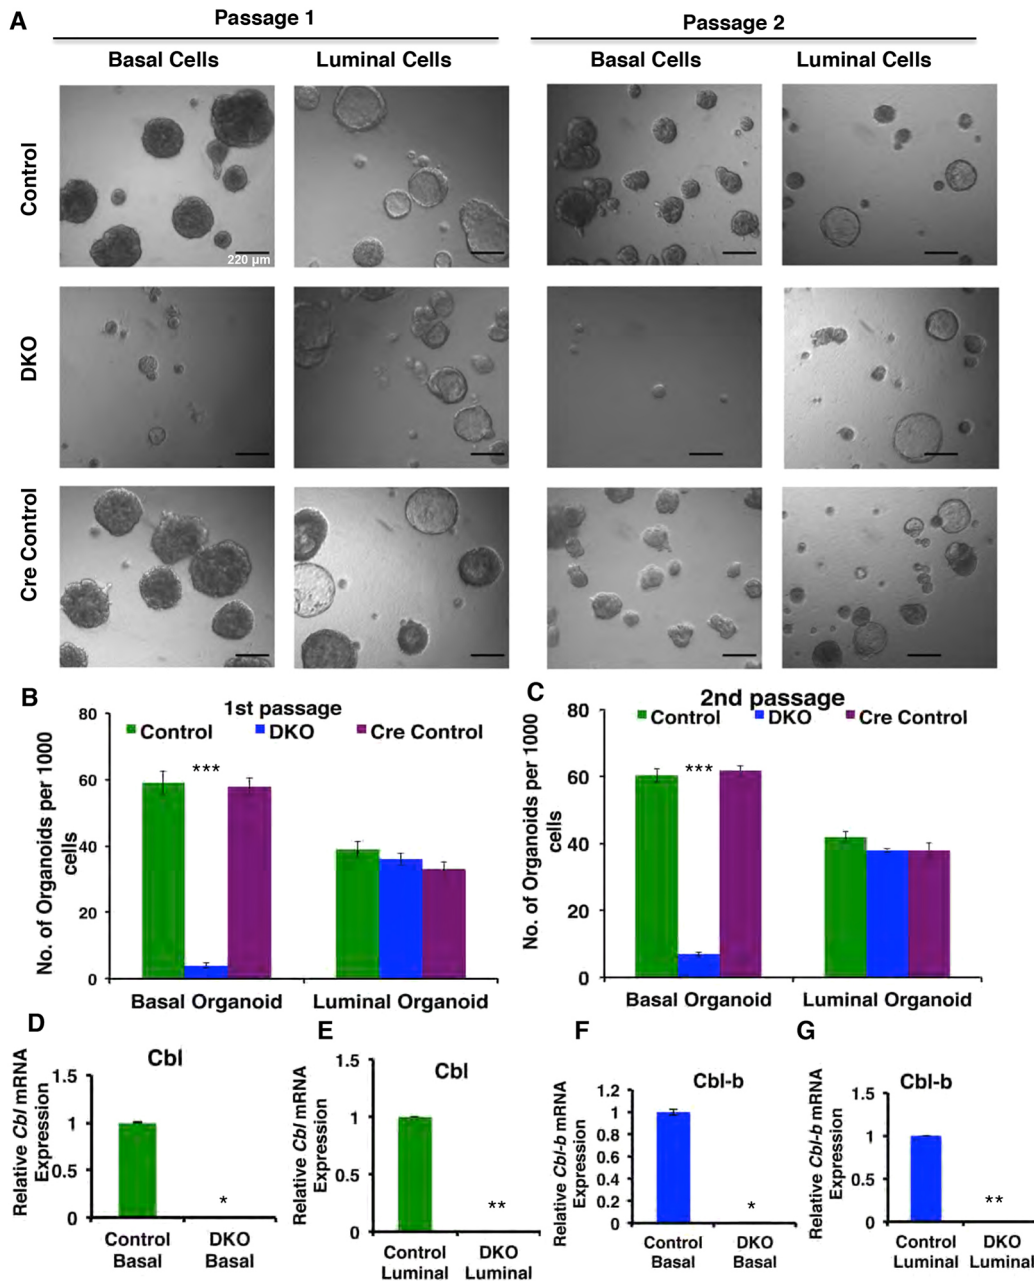 A
Passage 1
Passage 2
Basal Cells
Luminal Cells
Basal Cells
Luminal Cells
Control
220 µm
DKO
Cre Control
B
1st passage
Control
DKO
Cre Control
No. of Organoids per 1000
cells
80
60
40
20
0
***
Basal Organoid
Luminal Organoid
C
2nd passage
Control
DKO
Cre Control
No. of Organoids per 1000
cells
80
60
40
20
0
***
Basal Organoid
Luminal Organoid
D
Cbl
Relative Cbl mRNA
Expression
1.5
1
0.5
0
*
Control
Basal
DKO
Basal
E
Cbl
Relative Cbl mRNA
Expression
1.5
1
0.5
0
**
Control
Luminal
DKO
Luminal
F
Cbl-b
Relative Cbl-b mRNA
Expression
1.2
1
0.8
0.6
0.4
0.2
0
*
Control
Basal
DKO
Basal
G
Cbl-b
Relative Cbl-b mRNA
Expression
1.5
1
0.5
0
**
Control
Luminal
DKO
Luminal